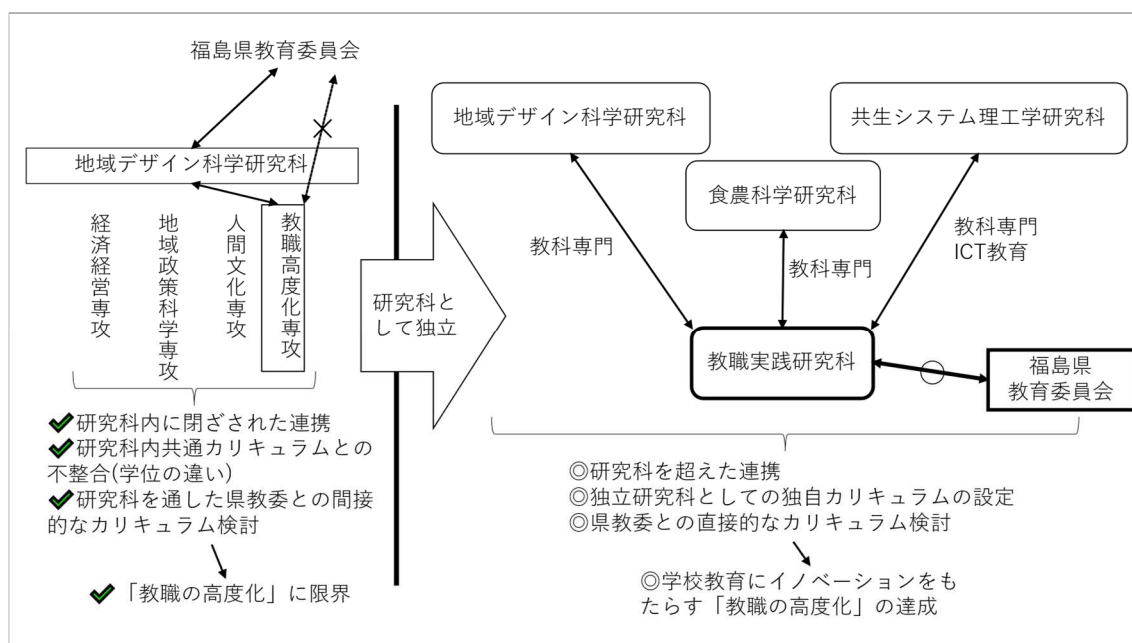 福島県教育委員会
地域デザイン科学研究科
経済経営専攻
地域政策科学専攻
人間文化専攻
教職高度化専攻
研究科内に閉ざされた連携
研究科内共通カリキュラムとの
不整合(学位の違い)
研究科を通した県教委との間接
的なカリキュラム検討
「教職の高度化」に限界
研究科と
して独立
地域デザイン科学研究科
共生システム理工学研究科
食農科学研究科
教科専門
教科専門
教科専門
ICT教育
教職実践研究科
福島県
教育委員会
◎研究科を超えた連携
◎独立研究科としての独自カリキュラムの設定
◎県教委との直接的なカリキュラム検討
◎学校教育にイノベーションをも
たらす「教職の高度化」の達成